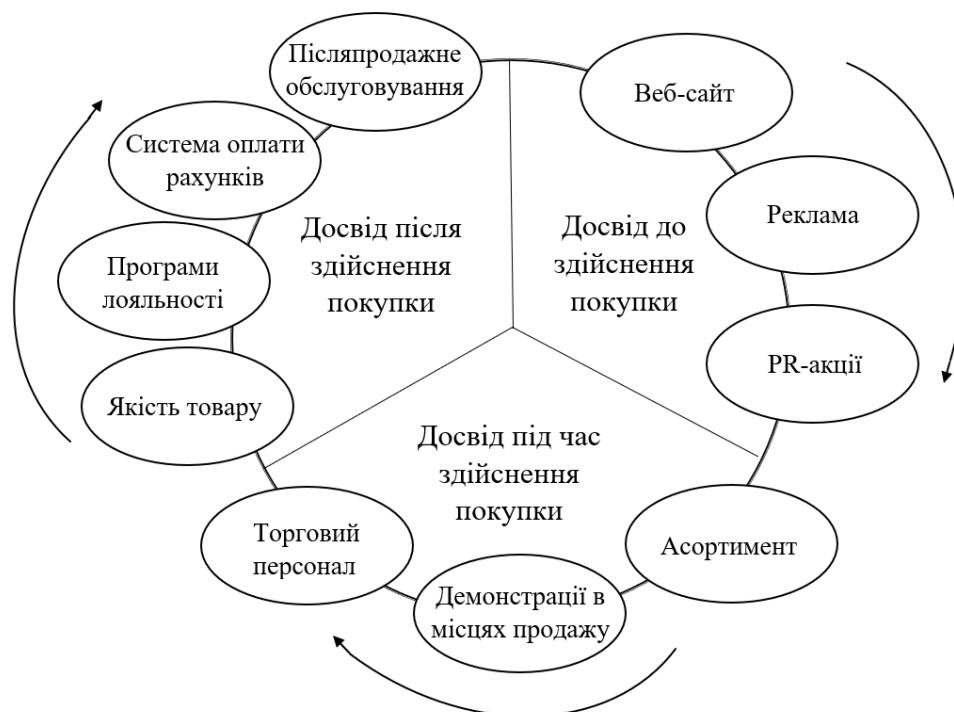 Післяпродажне
обслуговування
Веб-сайт
Система оплати
рахунків
Реклама
Досвід після
здійснення
покупки
Досвід до
здійснення
покупки
Програми
лояльності
PR-акції
Якість товару
Досвід під час
здійснення
покупки
Торговий
персонал
Асортимент
Демонстрації в
місцях продажу